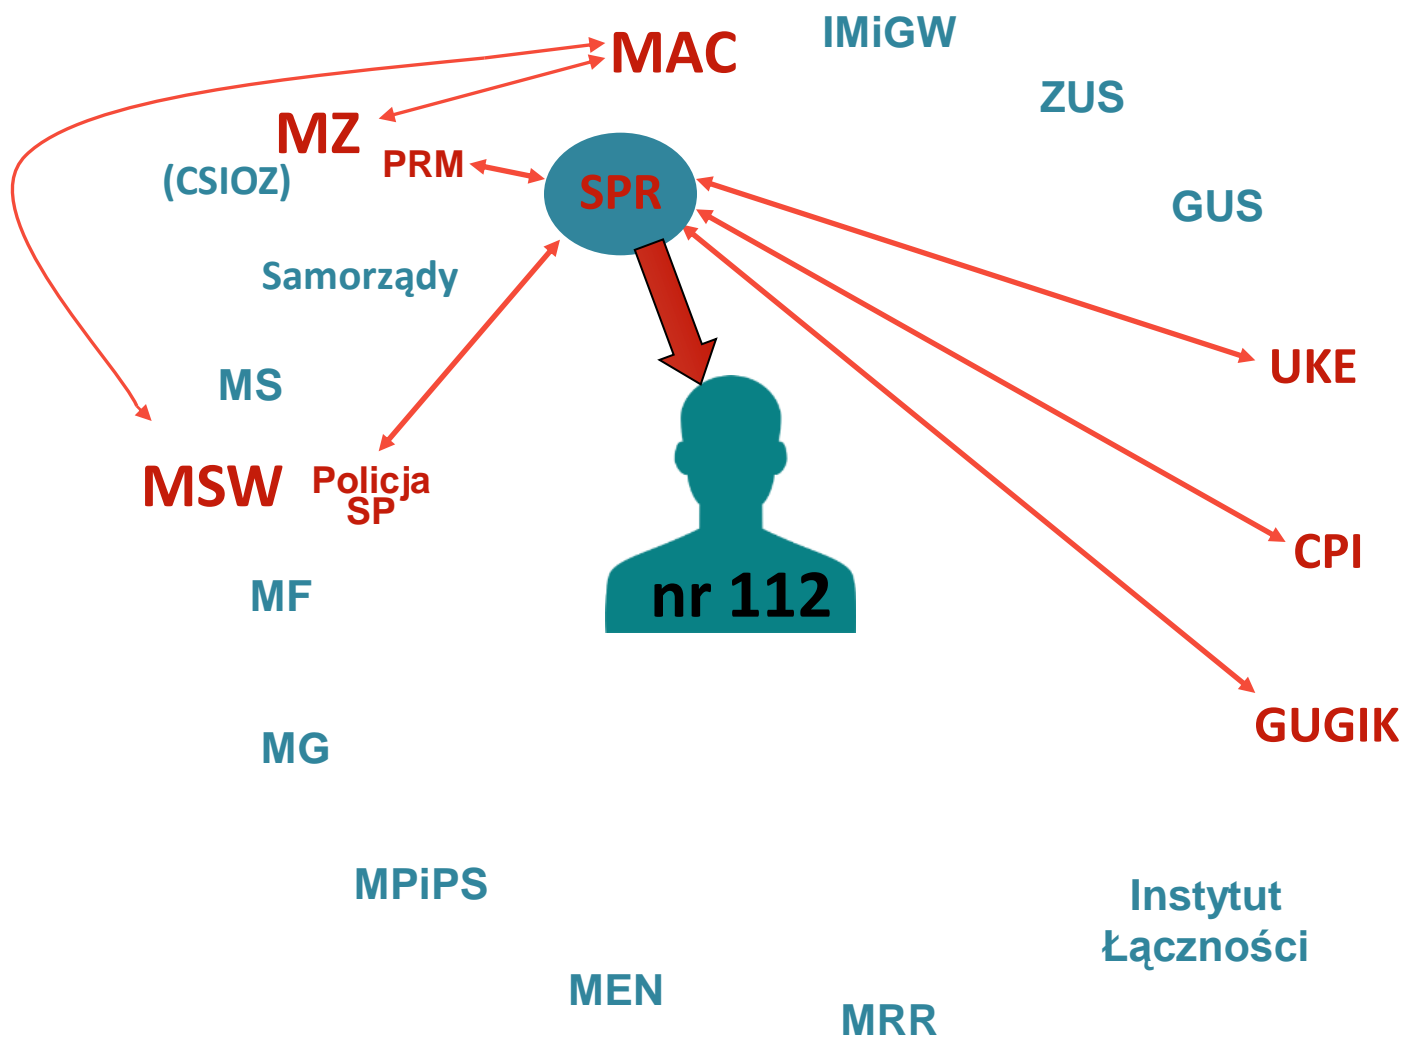 IMiGW
MAC
ZUS
MZ
PRM
(CSIOZ)
SPR
GUS
Samorządy
UKE
MS
MSW
Policja
SP
CPI
MF
nr 112
GUGIK
MG
MPiPS
Instytut
Łączności
MEN
MRR